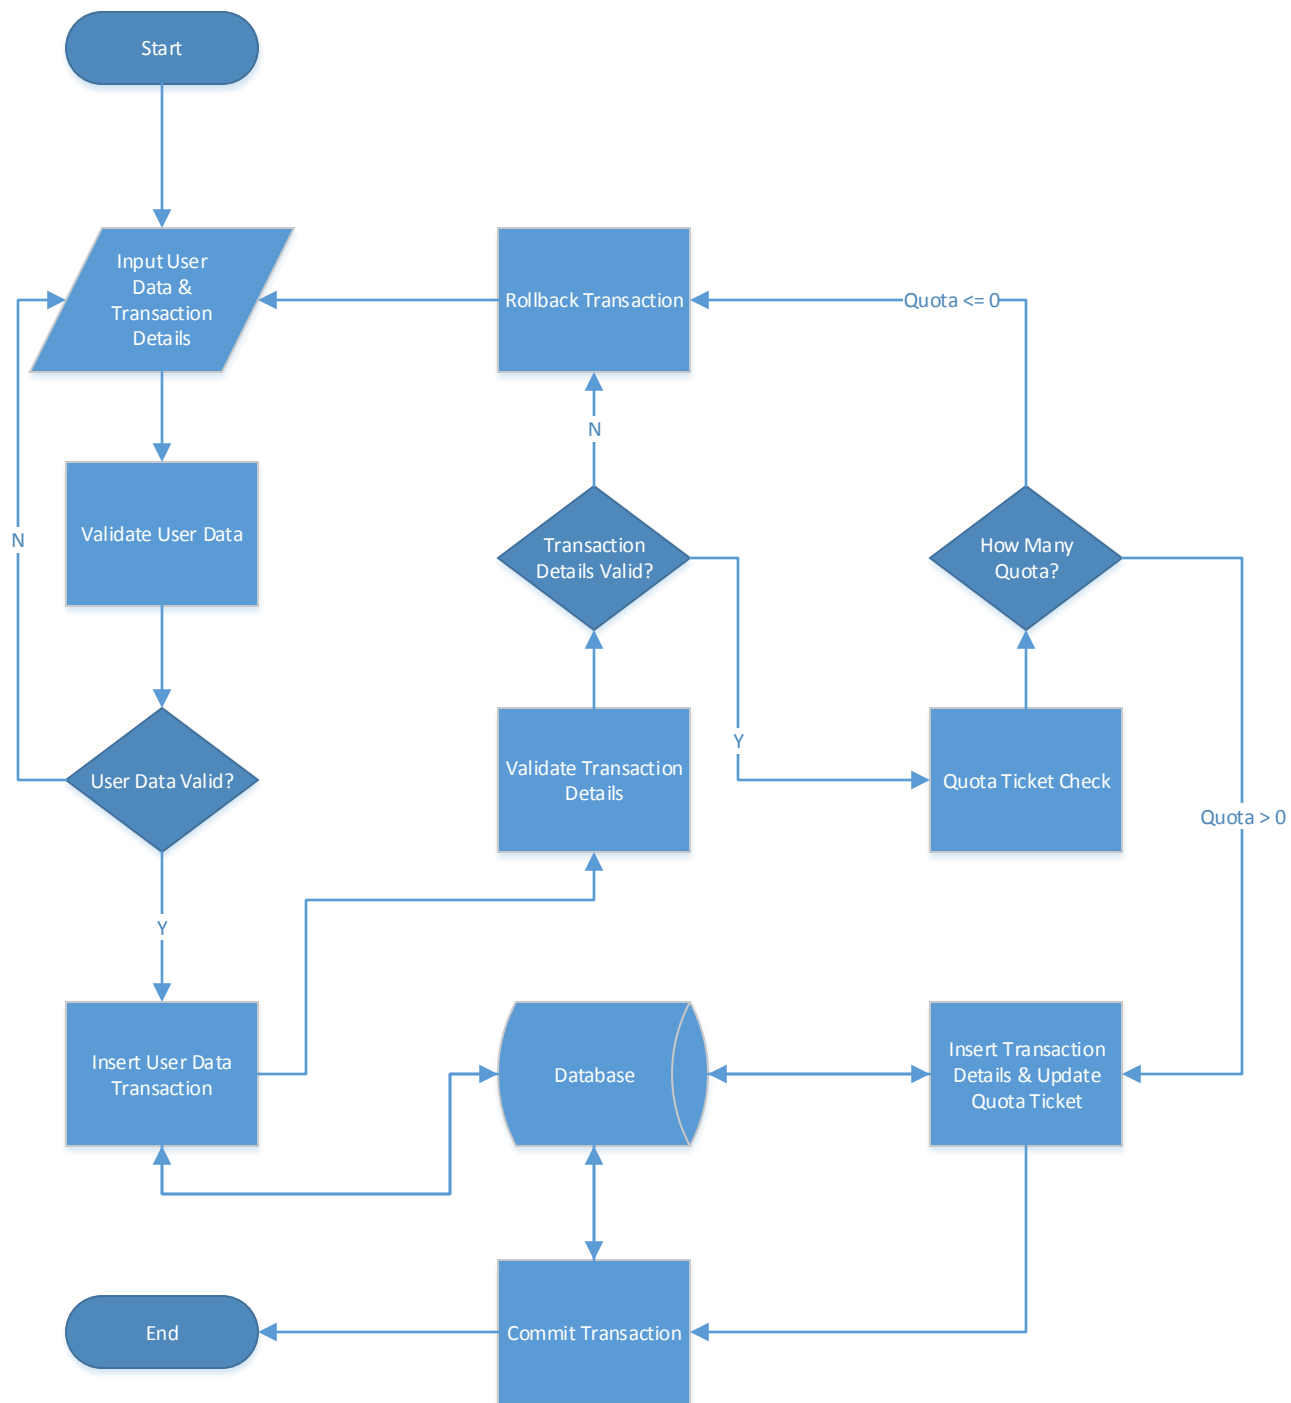 Start
Input User
Data &
Transaction
Details
Rollback Transaction
Quota <= 0
N
Validate User Data
N
Transaction
Details Valid?
How Many
Quota?
Y
User Data Valid?
Validate Transaction
Details
Quota Ticket Check
Quota > 0
Y
Insert User Data
Transaction
Database
Insert Transaction
Details & Update
Quota Ticket
End
Commit Transaction